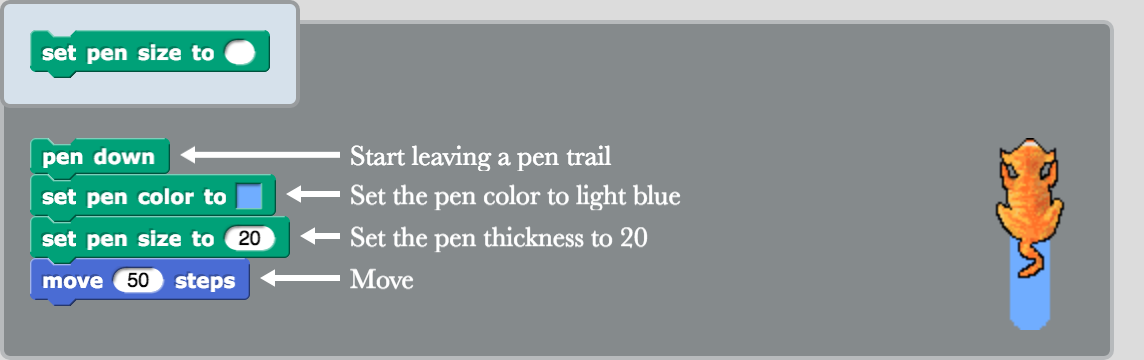 set pen size to
pen down
Start leaving a pen trail
set pen color to
Set the pen color to light blue
set pen size to 20
Set the pen thickness to 20
move 50 steps
Move